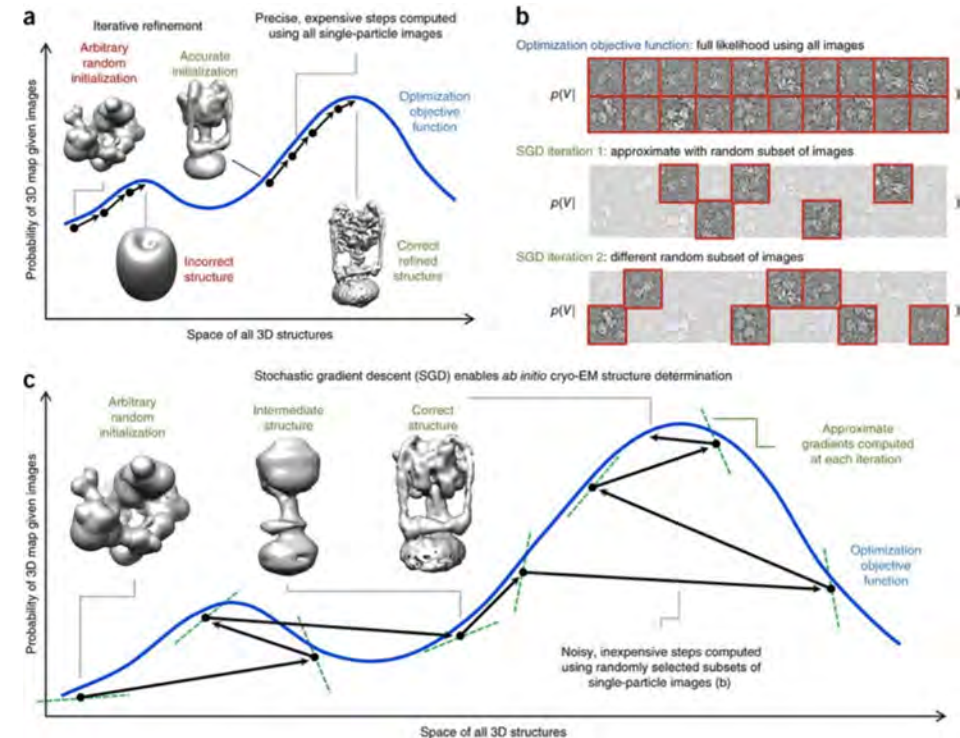 a
Iterative refinement
Arbitrary
random
initialization
Accurate
initialization
Precise, expensive steps computed
using all single-particle images
Optimization
objective
function
Incorrect
structure
Correct
refined
structure
Probability of 3D map given images
Space of all 3D structures
b
Optimization objective function: full likelihood using all images
p(V|
)
SGD iteration 1: approximate with random subset of images
p(V|
)
SGD iteration 2: different random subset of images
p(V|
)
c
Stochastic gradient descent (SGD) enables ab initio cryo-EM structure determination
Arbitrary
random
initialization
Intermediate
structure
Correct
structure
Approximate
gradients computed
at each iteration
Optimization
objective
function
Noisy, inexpensive steps computed
using randomly selected subsets of
single-particle images (b)
Probability of 3D map given images
Space of all 3D structures